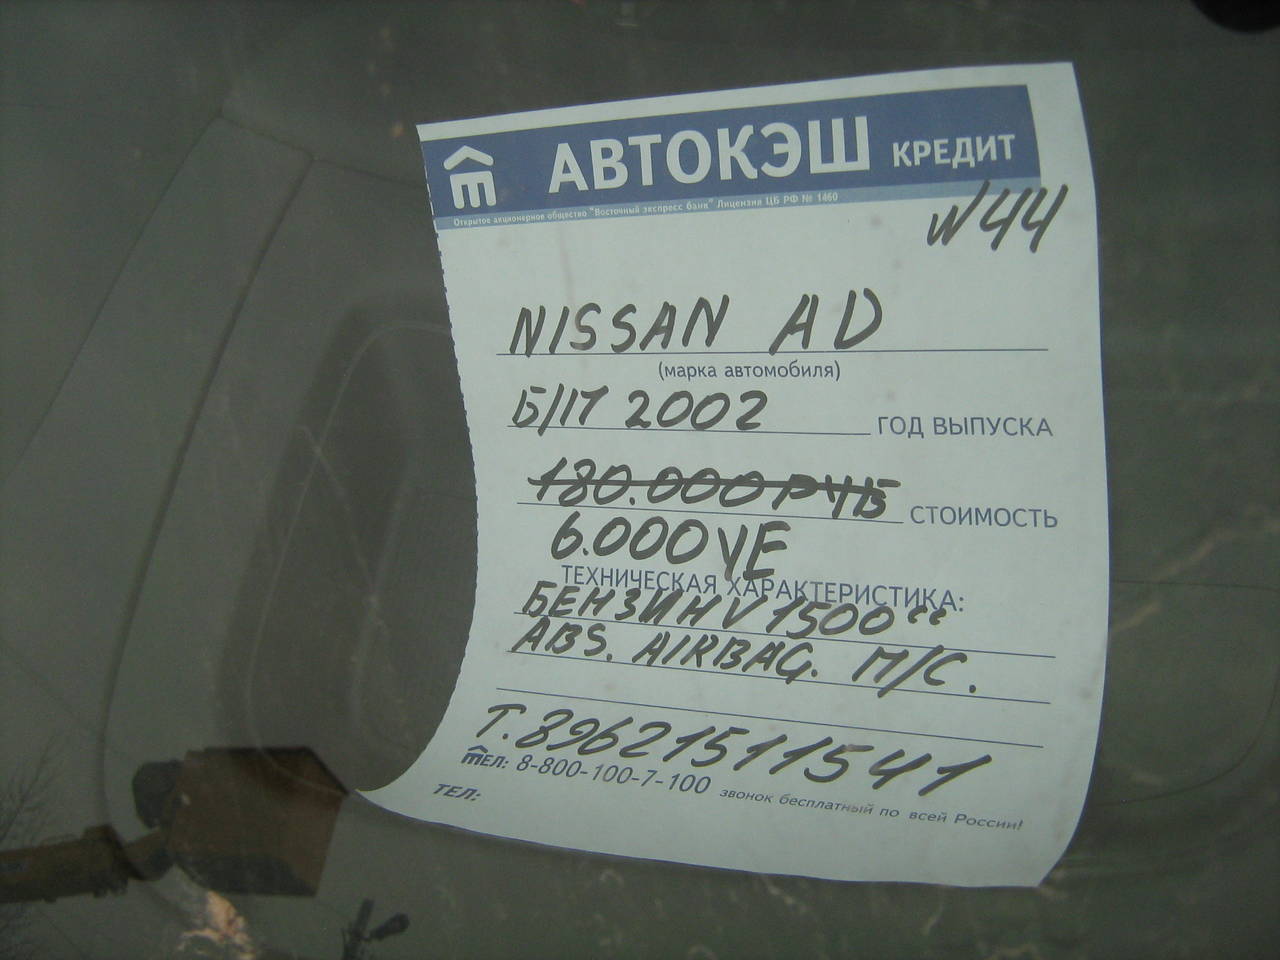 АВТОКЭШ КРЕДИТ
Открытое акционерное общество "Восточный экспресс банк" Лицензия ЦБ РФ № 1460
N44
NISSAN AD
(марка автомобиля)
Б/П 2002 ГОД ВЫПУСКА
180.000 РУБ СТОИМОСТЬ
6.000 УЕ
ТЕХНИЧЕСКАЯ ХАРАКТЕРИСТИКА:
БЕНЗИН V 1500 "
ABS. AIRBAG. М/С.
Т. 89621511541
ТЕЛ: 8-800-100-7-100 звонок бесплатный по всей России!
ТЕЛ: